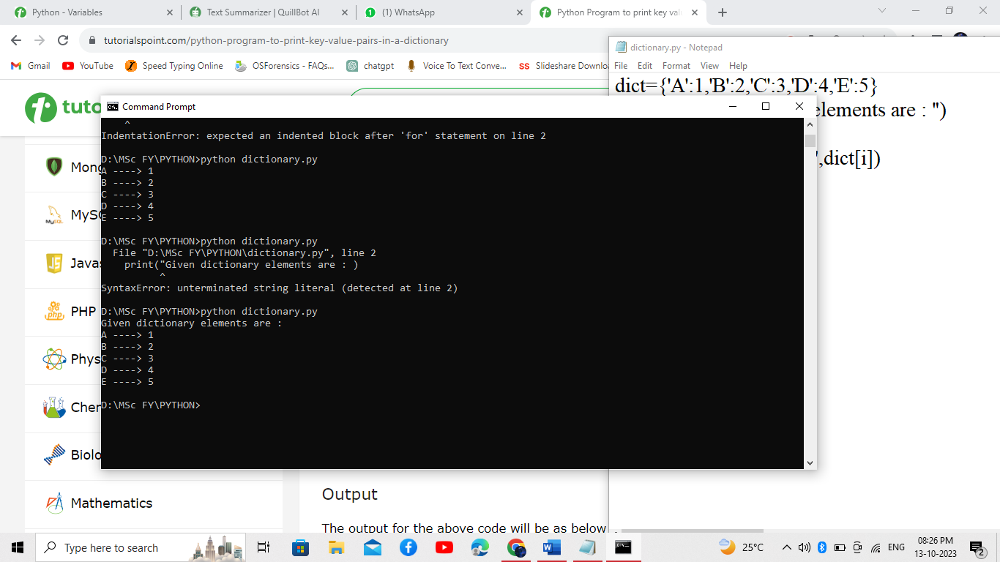 Python - Variables
Text Summarizer | QuillBot AI
(1) WhatsApp
Python Program to print key val
tutorialspoint.com/python-program-to-print-key-value-pairs-in-a-dictionary
Gmail
YouTube
Speed Typing Online
OSForensics - FAQs...
chatgpt
Voice To Text Conve...
SS Slideshare Downlo
dictionary.py - Notepad
File Edit Format View Help
dict={'A':1,'B':2,'C':3,'D':4,'E':5}
elements are : ")
',dict[i])
tuto
Mong
MySQ
Javas
PHP
Phys
Cher
Biolo
Mathematics
Command Prompt
^
IndentationError: expected an indented block after 'for' statement on line 2
D:\MSc FY\PYTHON>python dictionary.py
A ----> 1
B ----> 2
C ----> 3
D ----> 4
E ----> 5
D:\MSc FY\PYTHON>python dictionary.py
File "D:\MSc FY\PYTHON\dictionary.py", line 2
print("Given dictionary elements are : )
^
SyntaxError: unterminated string literal (detected at line 2)
D:\MSc FY\PYTHON>python dictionary.py
Given dictionary elements are :
A ----> 1
B ----> 2
C ----> 3
D ----> 4
E ----> 5
D:\MSc FY\PYTHON>
Output
The output for the above code will be as below
Type here to search
25°C
ENG
08:26 PM
13-10-2023
2